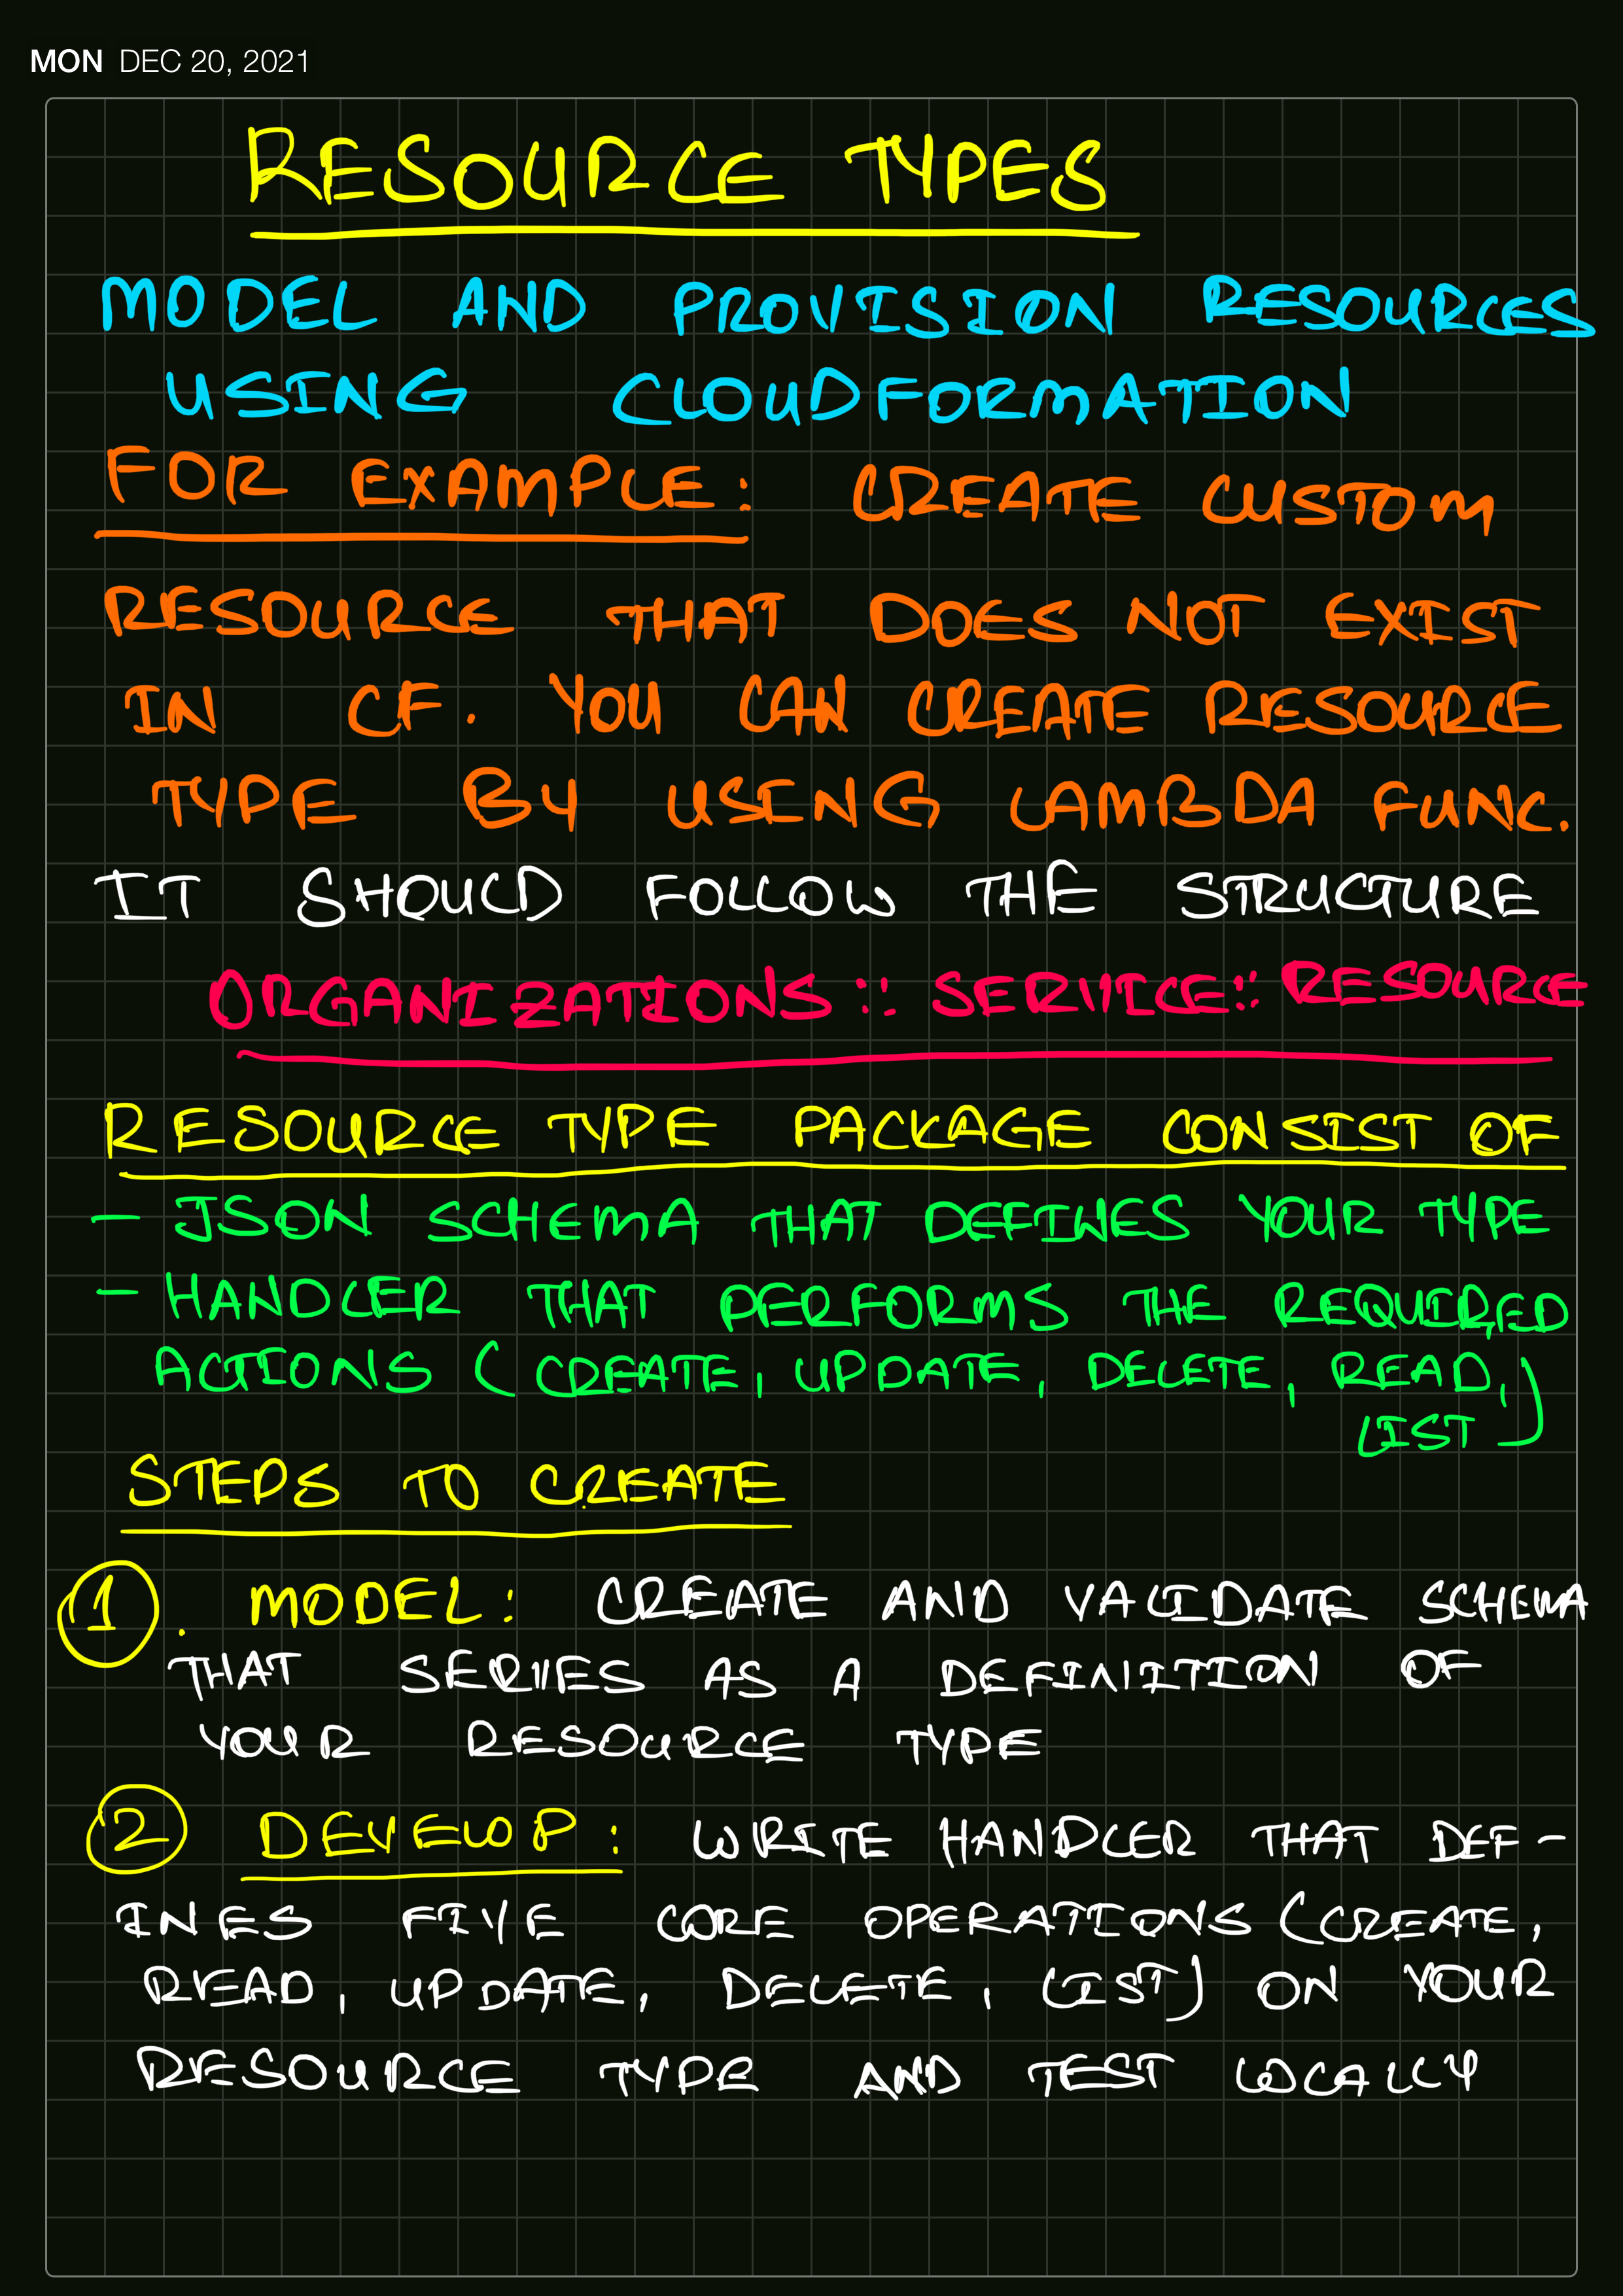 MON DEC 20, 2021
RESOURCE TYPES
MODEL AND PROVISION RESOURCES
USING CLOUDFORMATION
FOR EXAMPLE: CREATE CUSTOM
RESOURCE THAT DOES NOT EXIST
IN CF. YOU CAN CREATE RESOURCE
TYPE BY USING LAMBDA FUNC.
IT SHOULD FOLLOW THE STRUCTURE
ORGANIZATIONS :: SERVICE :: RESOURCE
RESOURCE TYPE PACKAGE CONSIST OF
- JSON SCHEMA THAT DEFINES YOUR TYPE
- HANDLER THAT PERFORMS THE REQUIRED
ACTIONS (CREATE, UPDATE, DELETE, READ,
LIST)
STEPS TO CREATE
1. MODEL: CREATE AND VALIDATE SCHEMA
THAT SERVES AS A DEFINITION OF
YOUR RESOURCE TYPE
2 DEVELOP: WRITE HANDLER THAT DEF-
INES FIVE CORE OPERATIONS (CREATE,
READ, UPDATE, DELETE, LIST) ON YOUR
RESOURCE TYPE AND TEST LOCALLY